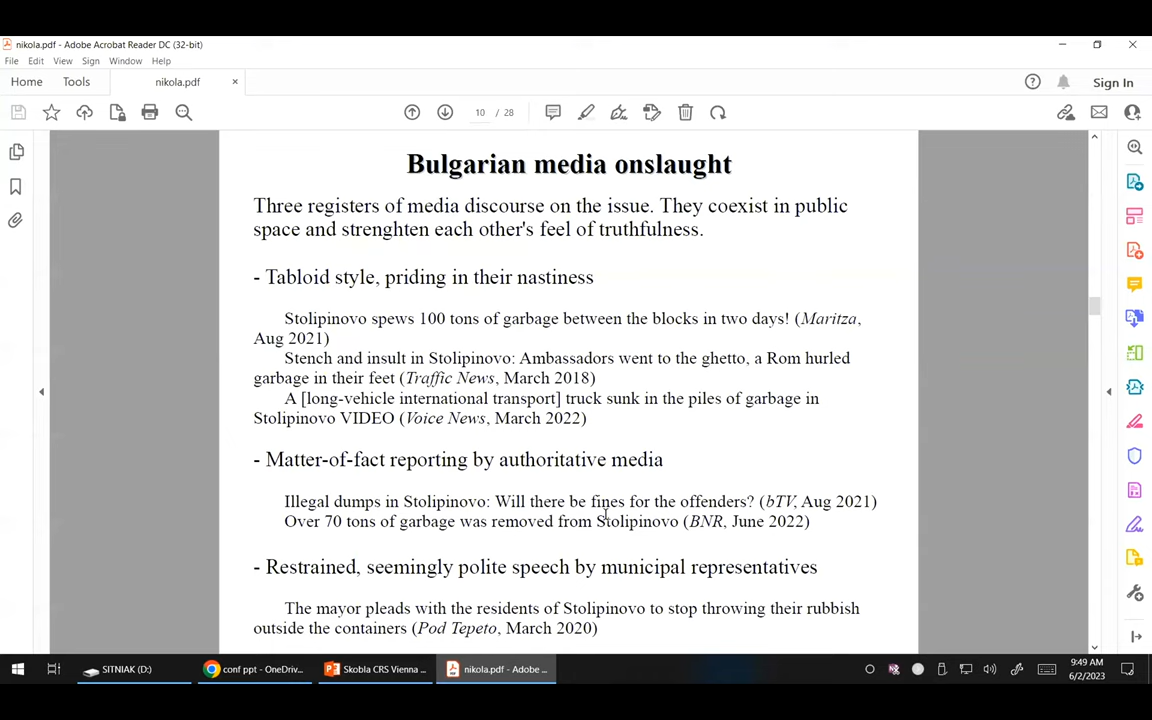 nikola.pdf - Adobe Acrobat Reader DC (32-bit)
File Edit View Sign Window Help
Home Tools nikola.pdf × Sign In
10 / 28
Bulgarian media onslaught
Three registers of media discourse on the issue. They coexist in public
space and strenghten each other's feel of truthfulness.
- Tabloid style, priding in their nastiness
Stolipinovo spews 100 tons of garbage between the blocks in two days! (Maritza,
Aug 2021)
Stench and insult in Stolipinovo: Ambassadors went to the ghetto, a Rom hurled
garbage in their feet (Traffic News, March 2018)
A [long-vehicle international transport] truck sunk in the piles of garbage in
Stolipinovo VIDEO (Voice News, March 2022)
- Matter-of-fact reporting by authoritative media
Illegal dumps in Stolipinovo: Will there be fines for the offenders? (bTV, Aug 2021)
Over 70 tons of garbage was removed from Stolipinovo (BNR, June 2022)
- Restrained, seemingly polite speech by municipal representatives
The mayor pleads with the residents of Stolipinovo to stop throwing their rubbish
outside the containers (Pod Tepeto, March 2020)
SITNIAK (D:) conf ppt - OneDriv... Skobla CRS Vienna ... nikola.pdf - Adobe ... 9:49 AM
6/2/2023